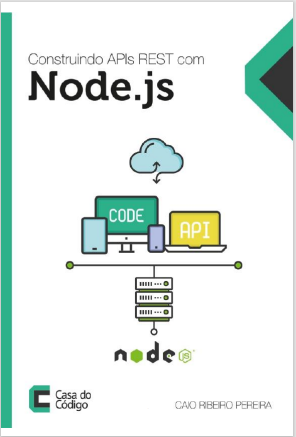 Construindo APIs REST com
Node.js
CODE
API
node
JS
Casa do
Código
CAIO RIBEIRO PEREIRA